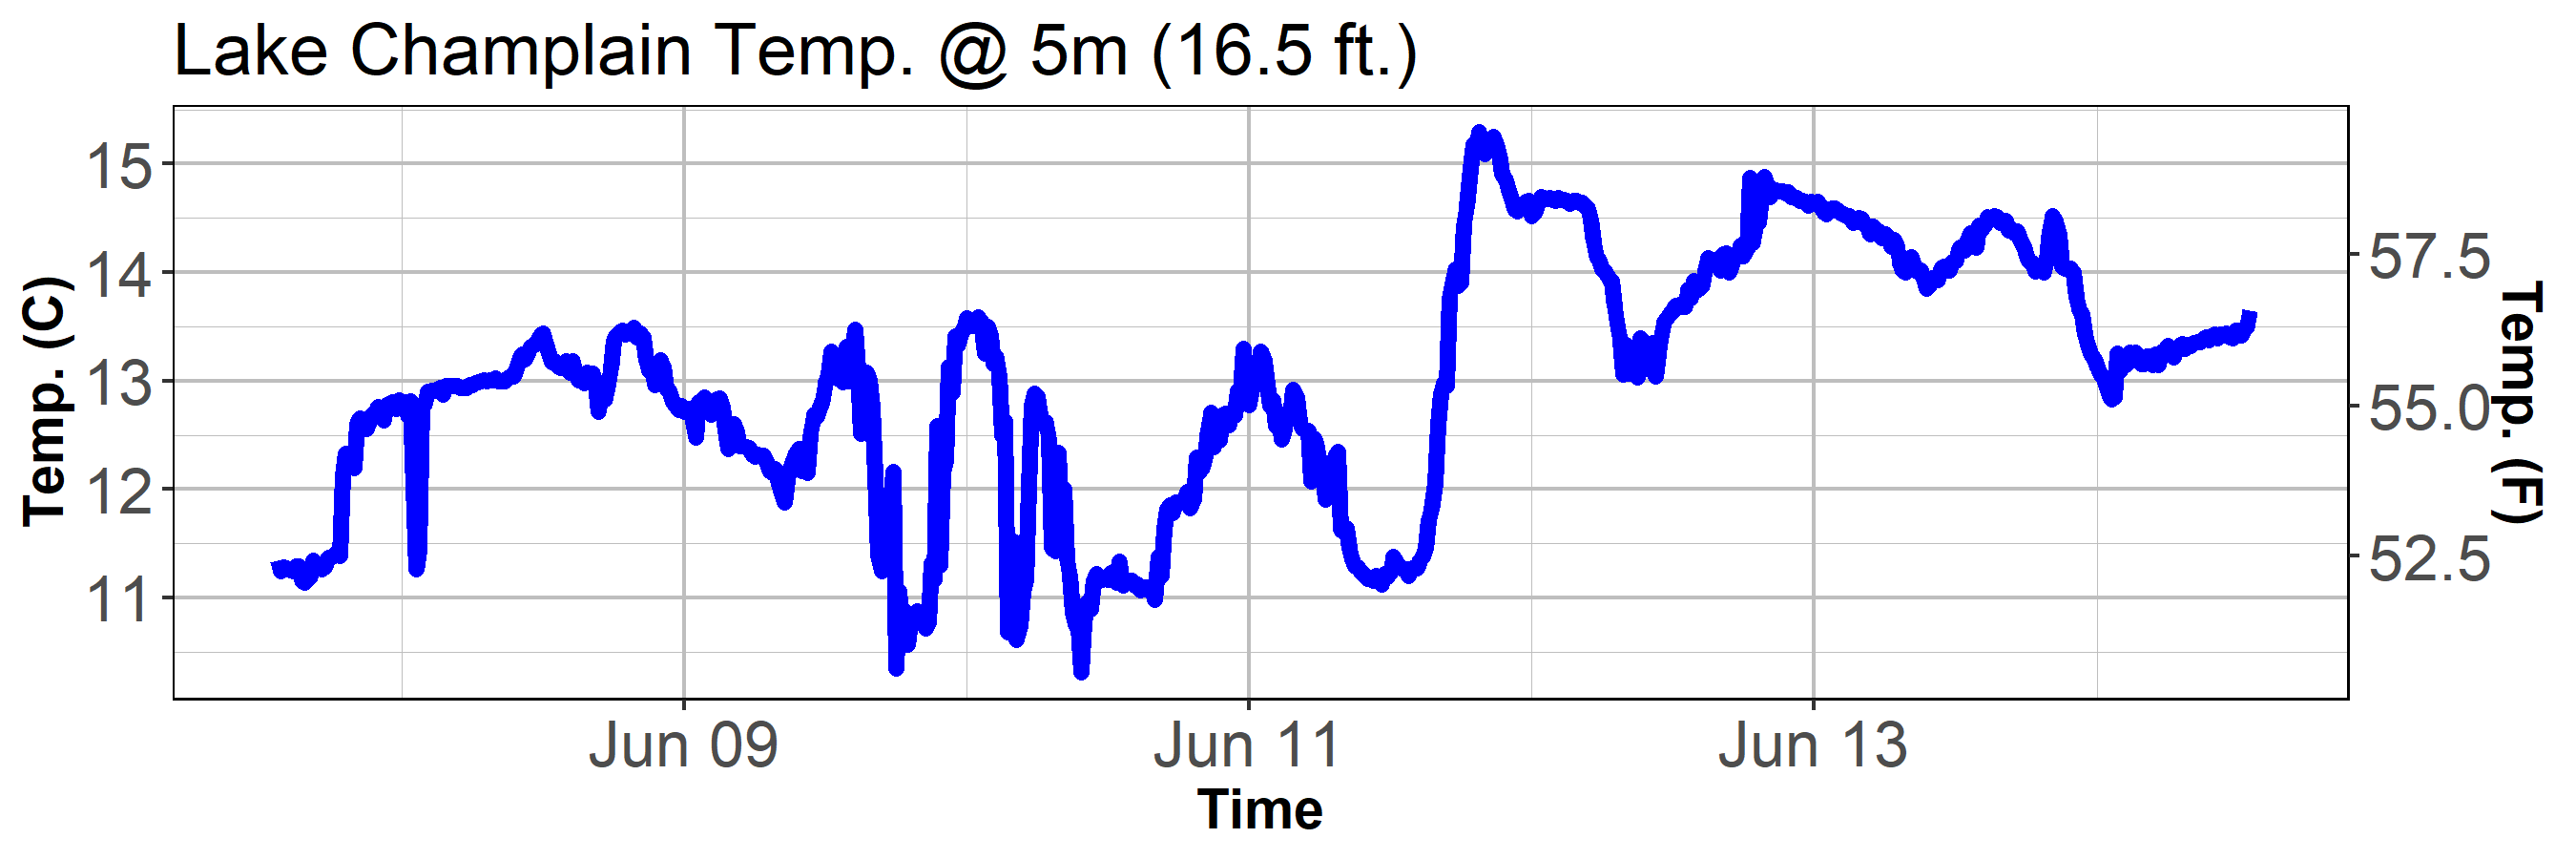 Lake Champlain Temp. @ 5m (16.5 ft.)
Temp. (C)
15
14
13
12
11
57.5
55.0
52.5
Temp. (F)
Jun 09
Jun 11
Jun 13
Time